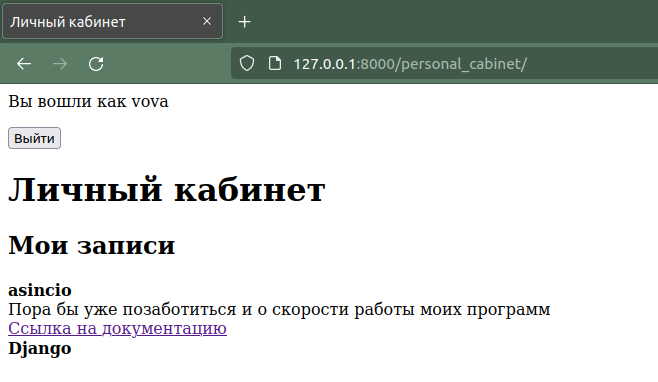 Личный кабинет
127.0.0.1:8000/personal_cabinet/
Вы вошли как vova
Выйти
Личный кабинет
Мои записи
asincio
Пора бы уже позаботиться и о скорости работы моих программ
Ссылка на документацию
Django